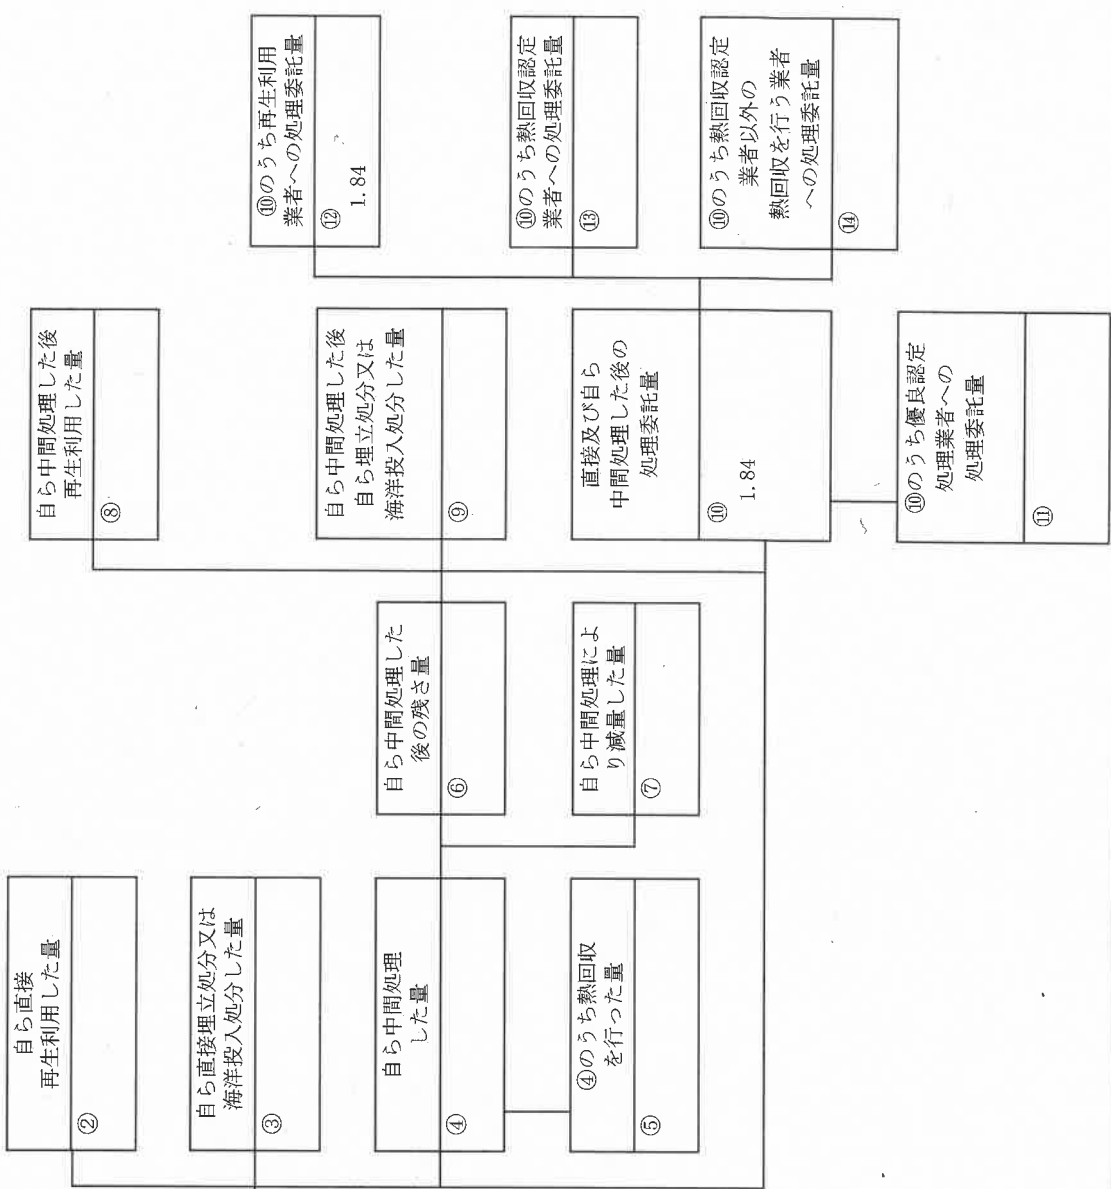 自ら直接
再生利用した量
②
自ら直接埋立処分又は
海洋投入処分した量
③
自ら中間処理
した量
④
④のうち熱回収
を行った量
⑤
自ら中間処理した
後の残さ量
⑥
自ら中間処理によ
り減量した量
⑦
自ら中間処理した後
再生利用した量
⑧
自ら中間処理した後
自ら埋立処分又は
海洋投入処分した量
⑨
直接及び自ら
中間処理した後の
処理委託量
⑩
1.84
⑩のうち優良認定
処理業者への
処理委託量
⑪
⑩のうち再生利用
業者への処理委託量
⑫
1.84
⑩のうち熱回収認定
業者への処理委託量
⑬
⑩のうち熱回収認定
業者以外の
熱回収を行う業者
への処理委託量
⑭